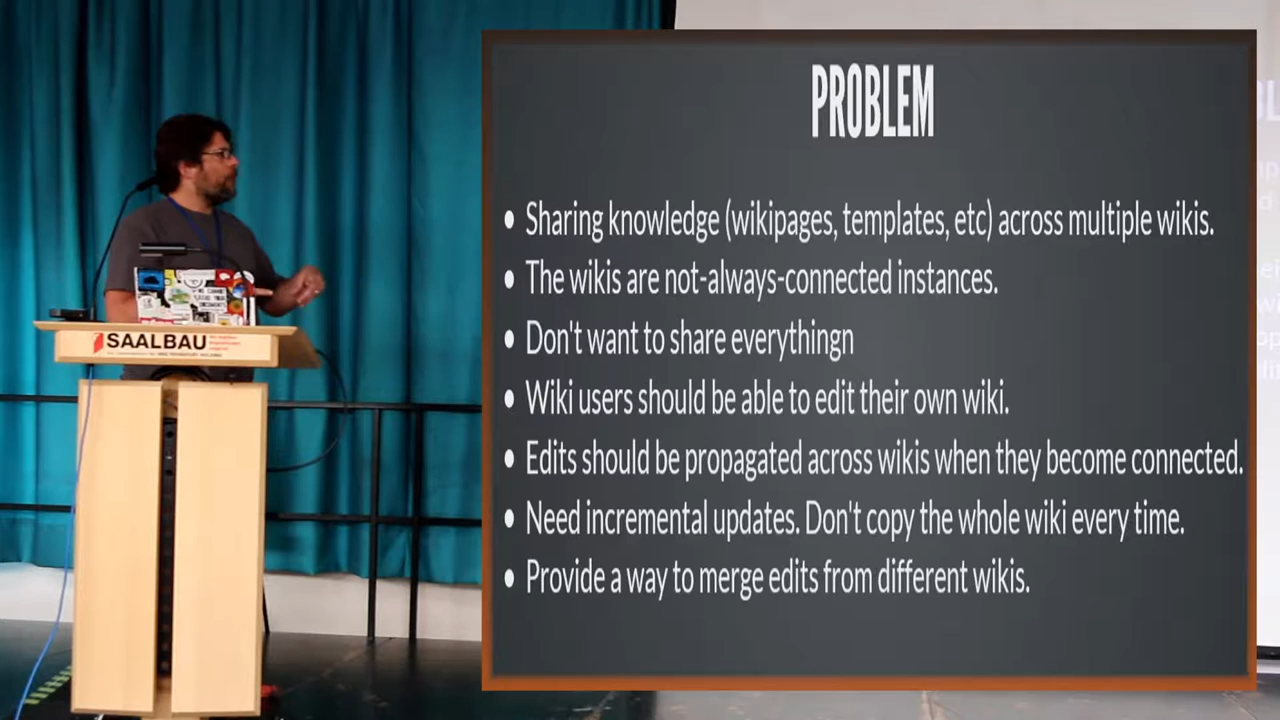 PROBLEM
• Sharing knowledge (wikipages, templates, etc) across multiple wikis.
• The wikis are not-always-connected instances.
• Don't want to share everythingn
• Wiki users should be able to edit their own wiki.
• Edits should be propagated across wikis when they become connected.
• Need incremental updates. Don't copy the whole wiki every time.
• Provide a way to merge edits from different wikis.
SAALBAU